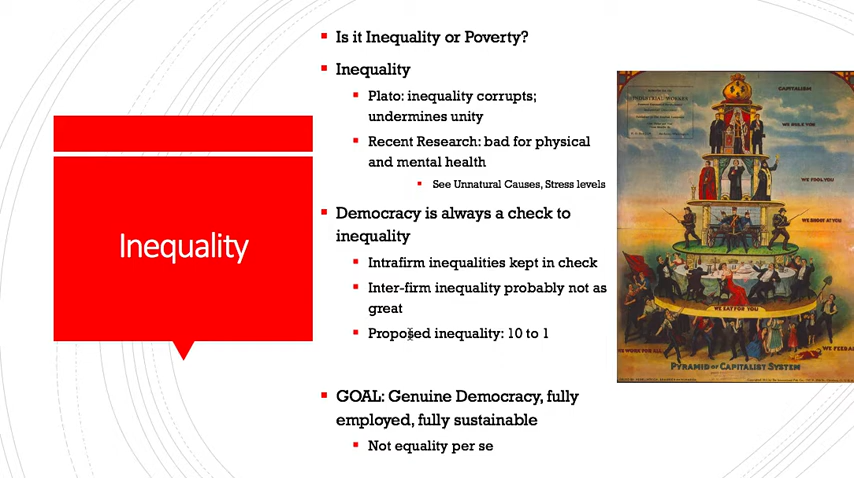 Inequality
Is it Inequality or Poverty?
Inequality
Plato: inequality corrupts;
undermines unity
Recent Research: bad for physical
and mental health
See Unnatural Causes, Stress levels
Democracy is always a check to
inequality
Intrafirm inequalities kept in check
Inter-firm inequality probably not as
great
Proposed inequality: 10 to 1
GOAL: Genuine Democracy, fully
employed, fully sustainable
Not equality per se
CAPITALISM
INDUSTRIAL WORKER
WE RULE YOU
WE FOOL YOU
WE SHOOT AT YOU
WE EAT FOR YOU
WE WORK FOR ALL
WE FEED A
PYRAMID OF CAPITALIST SYSTEM